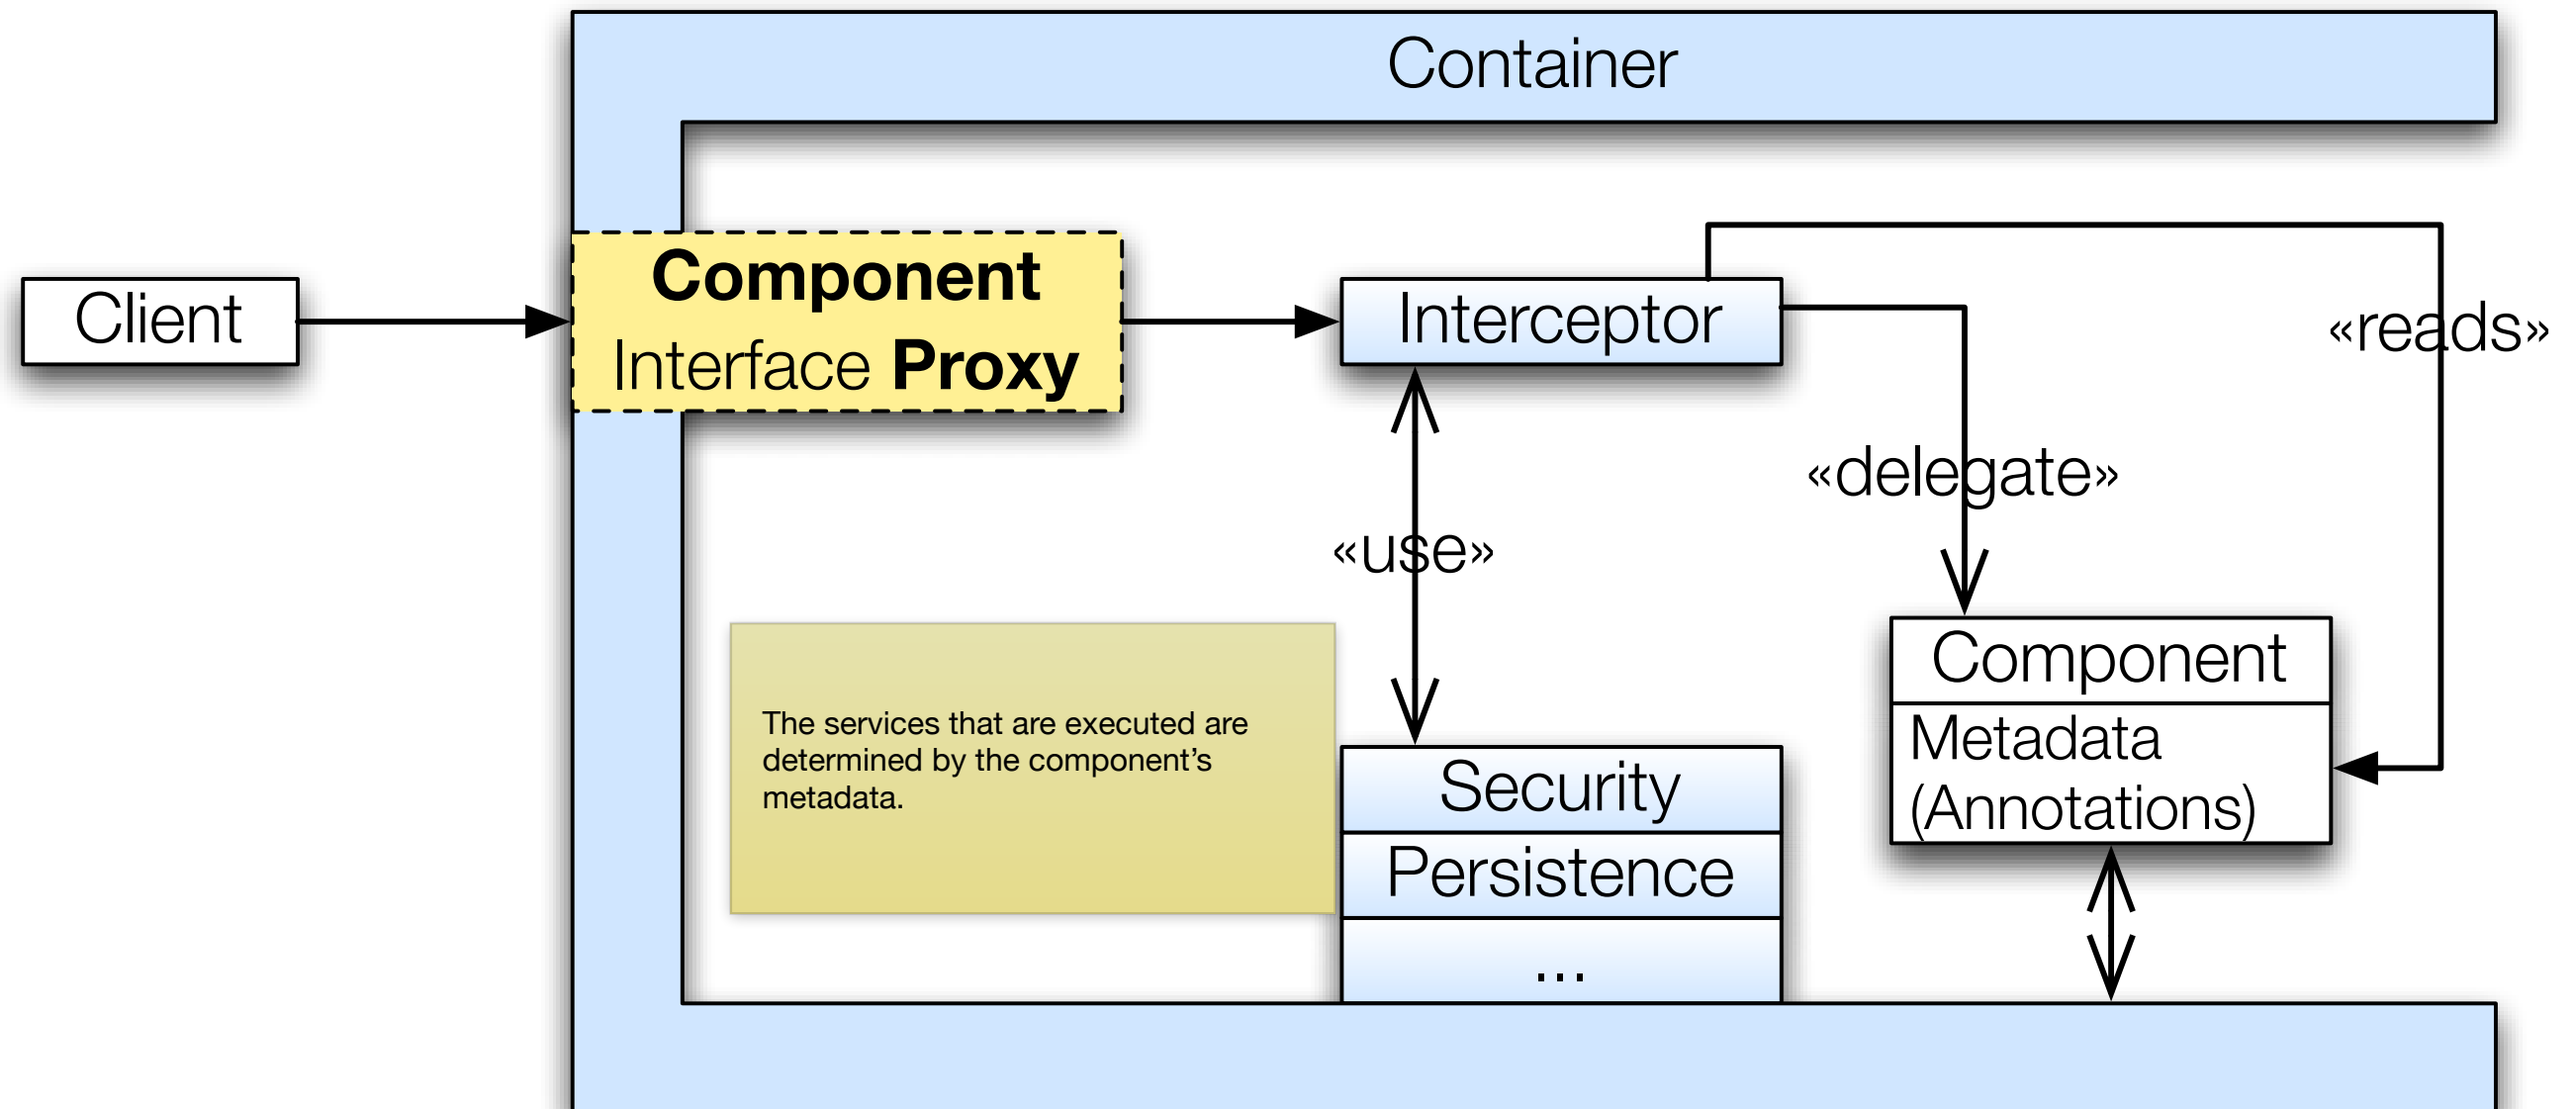 Container
Client
Component
Interface Proxy
Interceptor
«reads»
«delegate»
«use»
The services that are executed are
determined by the component’s
metadata.
Component
Metadata
(Annotations)
Security
Persistence
...